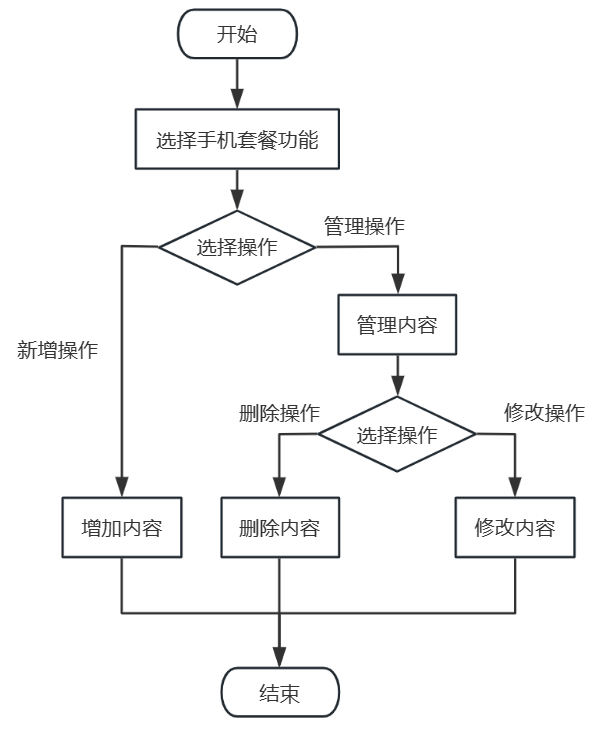 开始
选择手机套餐功能
选择操作
管理操作
管理内容
新增操作
删除操作
选择操作
修改操作
增加内容
删除内容
修改内容
结束